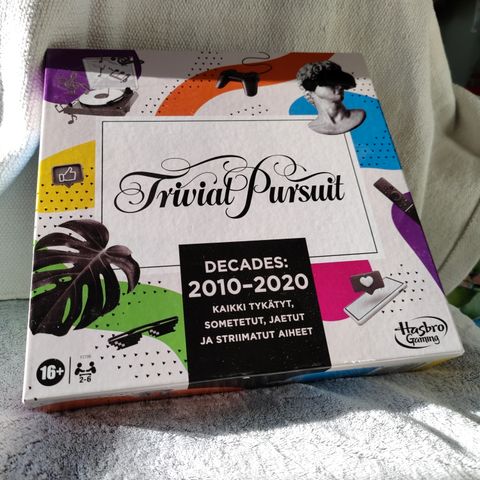 Trivial Pursuit
DECADES:
2010–2020
KAIKKI TYKÄTYT,
SOMETETUT, JAETUT
JA STRIIMATUT AIHEET
16+
2-6
Hasbro
Gaming